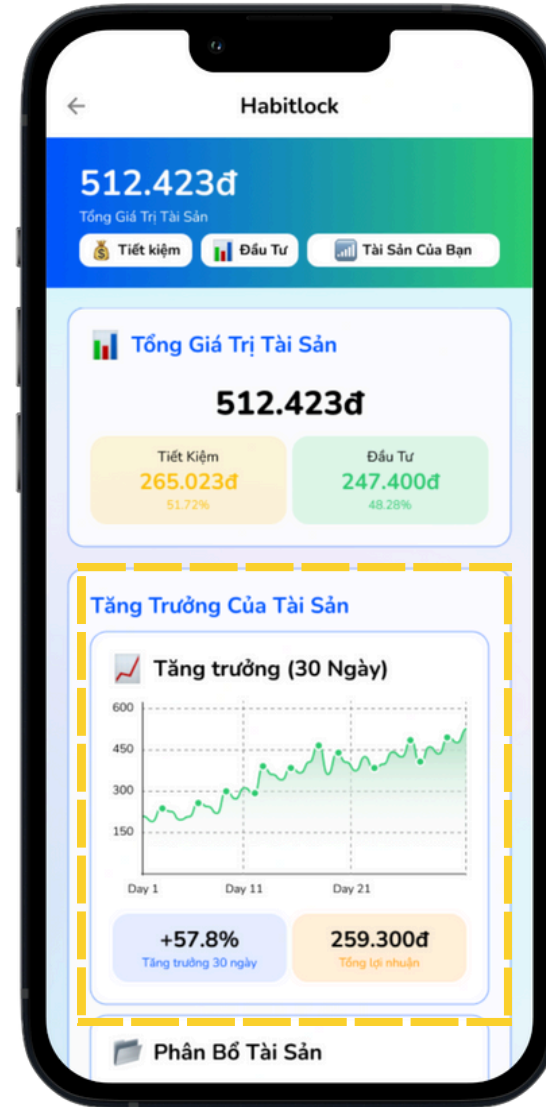 Habitlock
512.423đ
Tổng Giá Trị Tài Sản
Tiết kiệm
Đầu Tư
Tài Sản Của Bạn
Tổng Giá Trị Tài Sản
512.423đ
Tiết Kiệm
265.023đ
51.72%
Đầu Tư
247.400đ
48.28%
Tăng Trưởng Của Tài Sản
Tăng trưởng (30 Ngày)
600
450
300
150
Day 1 Day 11 Day 21
+57.8%
Tăng trưởng 30 ngày
259.300đ
Tổng lợi nhuận
Phân Bổ Tài Sản